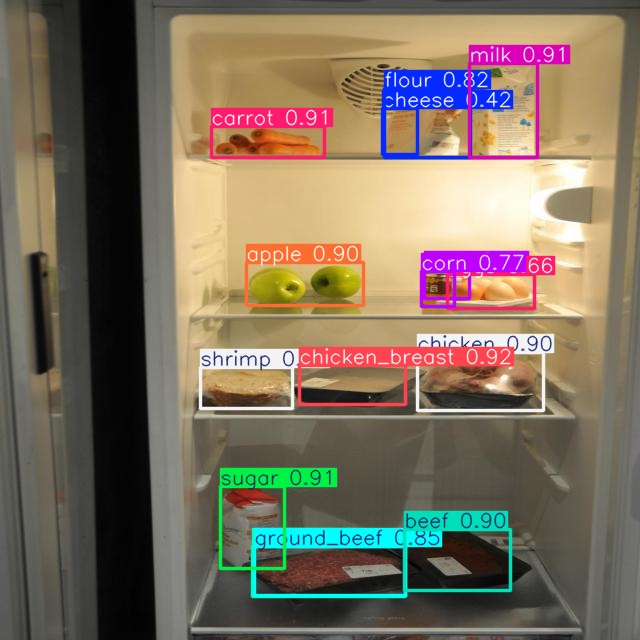 milk 0.91
flour 0.82
cheese 0.42
carrot 0.91
apple 0.90
corn 0.77
66
chicken 0.90
shrimp 0.
chicken_breast 0.92
sugar 0.91
beef 0.90
ground_beef 0.85